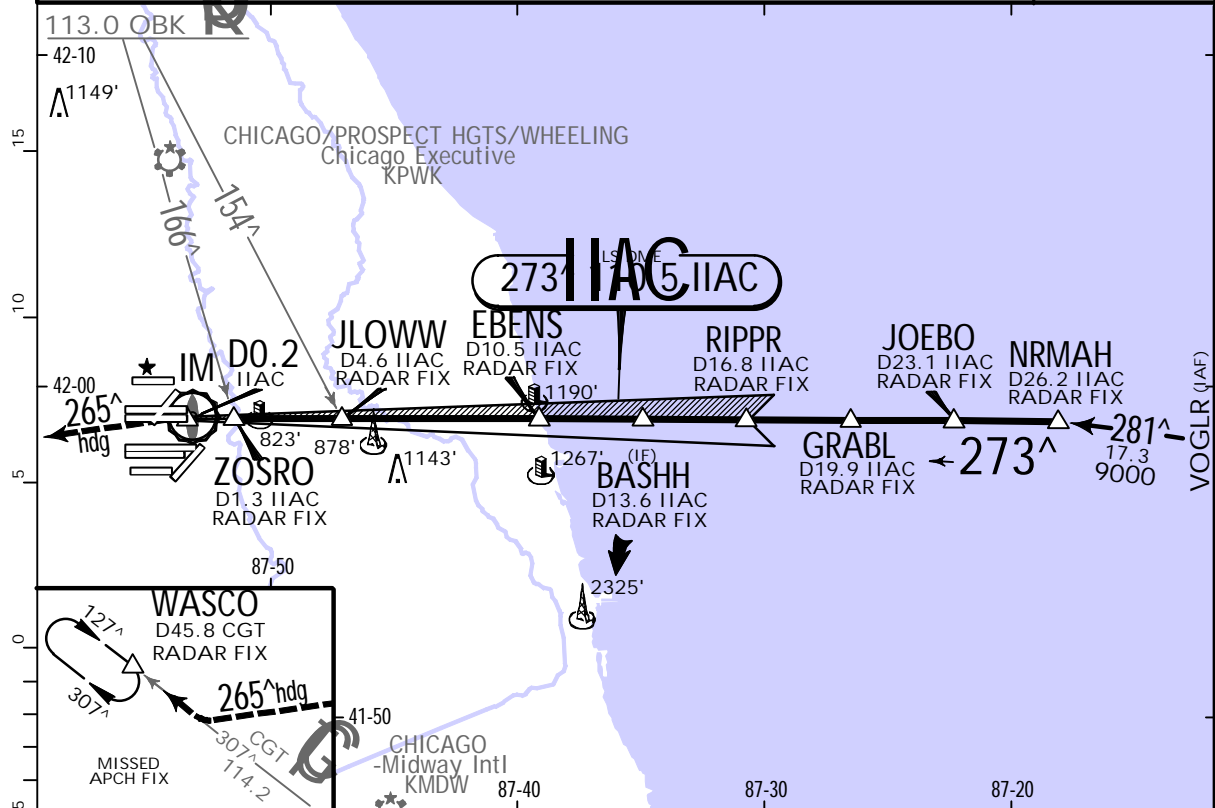 113.0 OBK
42-10
1149'
15
CHICAGO/PROSPECT HGTS/WHEELING
Chicago Executive
KPWK
166^
154^
ILS DME
273^ 110.5 IIAC
IIAC
10
IM
D0.2
IIAC
JLOWW
D4.6 IIAC
RADAR FIX
EBENS
D10.5 IIAC
RADAR FIX
RIPPR
D16.8 IIAC
RADAR FIX
JOEBO
D23.1 IIAC
RADAR FIX
NRMAH
D26.2 IIAC
RADAR FIX
VOGLR (IAF)
42-00
1190'
265^
hdg
823'
878'
1143'
1267'
ZOSRO
D1.3 IIAC
RADAR FIX
(IF)
BASHH
D13.6 IIAC
RADAR FIX
GRABL
D19.9 IIAC
RADAR FIX
273^
281^
17.3
9000
5
87-50
2325'
WASCO
D45.8 CGT
RADAR FIX
127^
307^
265^hdg
0
41-50
CGT
307^
114.2
MISSED
APCH FIX
CHICAGO
-Midway Intl
KMDW
87-40
87-30
87-20
5